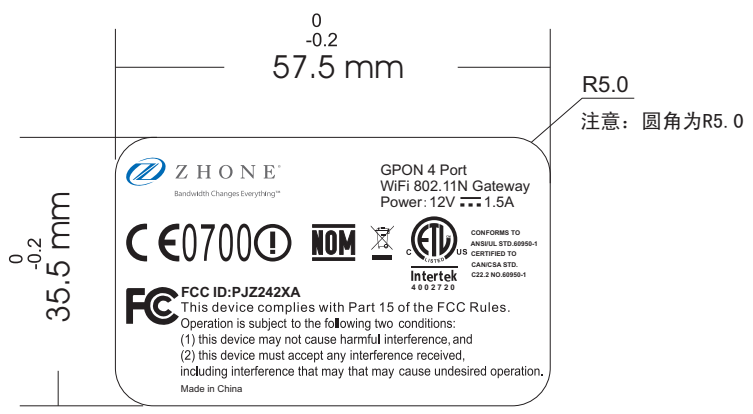 0
-0.2
57.5 mm
R5.0
注意：圆角为R5.0
0
-0.2
35.5 mm
ZHONE®
Bandwidth Changes Everything™
GPON 4 Port
WiFi 802.11N Gateway
Power: 12V 1.5A
CE0700
NOM
C ETL US
LISTED
Intertek
4002720
CONFORMS TO
ANSI/UL STD.60950-1
CERTIFIED TO
CAN/CSA STD.
C22.2 NO.60950-1
FC FCC ID:PJZ242XA
This device complies with Part 15 of the FCC Rules.
Operation is subject to the following two conditions:
(1) this device may not cause harmful interference, and
(2) this device must accept any interference received,
including interference that may that may cause undesired operation.
Made in China